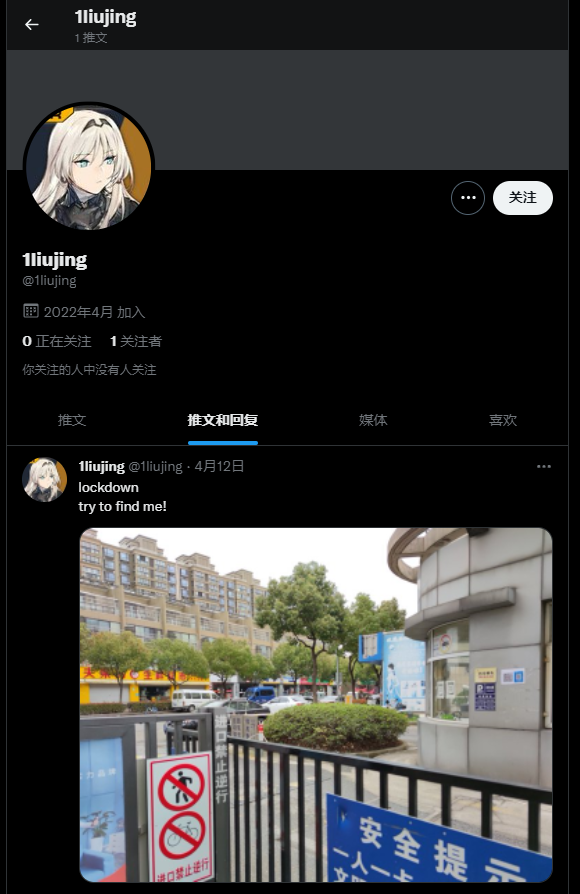 1liujing
1 推文
关注
1liujing
@1liujing
2022年4月 加入
0 正在关注 1 关注者
你关注的人中没有人关注
推文 推文和回复 媒体 喜欢
1liujing @1liujing · 4月12日
lockdown
try to find me!
进口禁止逆行
力品牌
进口禁止逆行
安全提示
一人一卡